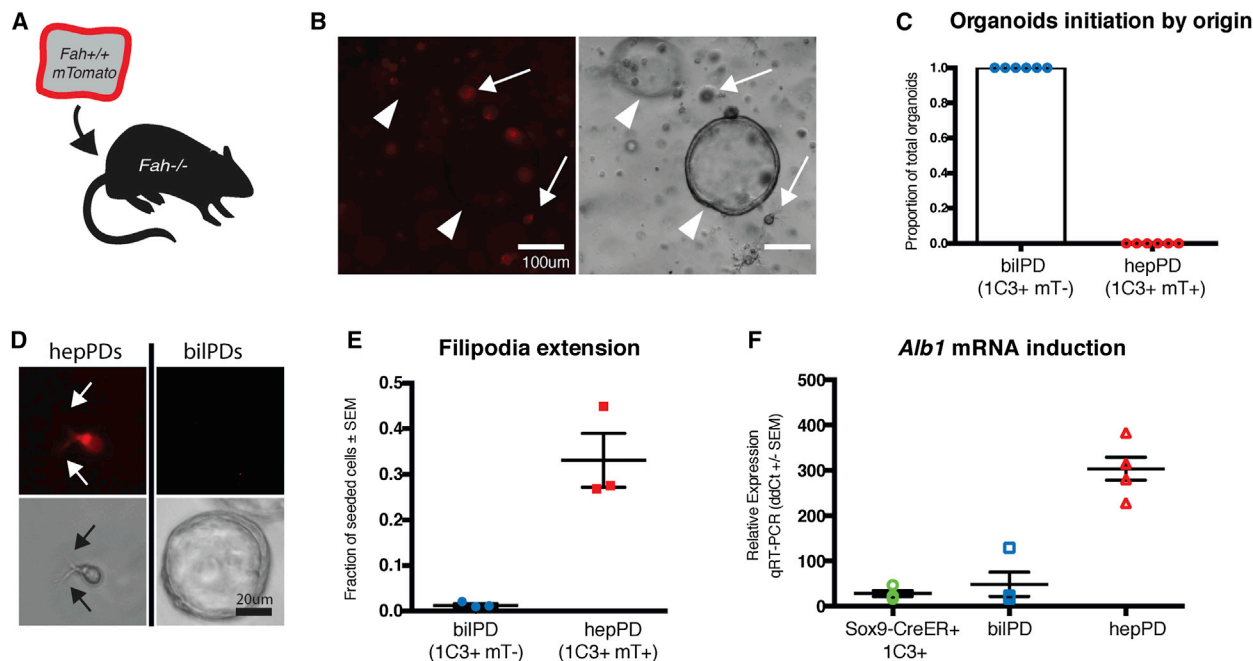 A
Fah+/+
mTomato
Fah-/-
B
100um
C
Organoids initiation by origin
Proportion of total organoids
1.0
0.8
0.6
0.4
0.2
0.0
bilPD
(1C3+ mT-)
hepPD
(1C3+ mT+)
D
hepPDs
bilPDs
20um
E
Filipodia extension
Fraction of seeded cells ± SEM
0.5
0.4
0.3
0.2
0.1
0.0
bilPD
(1C3+ mT-)
hepPD
(1C3+ mT+)
F
Alb1 mRNA induction
Relative Expression
qRT-PCR (ddCt +/- SEM)
500
400
300
200
100
0
Sox9-CreER+
1C3+
bilPD
hepPD